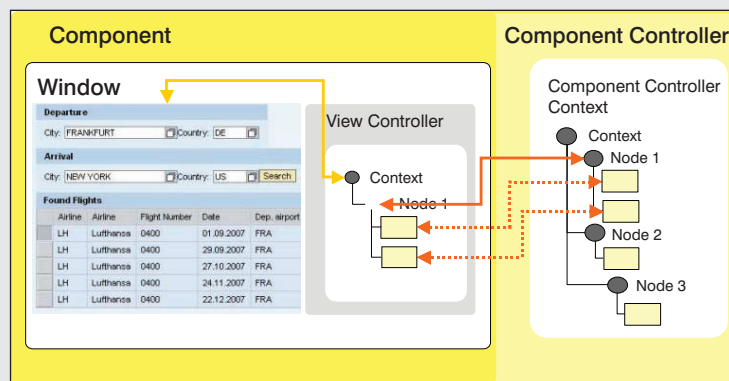 Component
Component Controller
Window
Departure
City: FRANKFURT Country: DE
Arrival
City: NEW YORK Country: US Search
Found Flights
Airline Airline Flight Number Date Dep. airport
LH Lufthansa 0400 01.09.2007 FRA
LH Lufthansa 0400 29.09.2007 FRA
LH Lufthansa 0400 27.10.2007 FRA
LH Lufthansa 0400 24.11.2007 FRA
LH Lufthansa 0400 22.12.2007 FRA
View Controller
Context
Node 1
Component Controller
Context
Context
Node 1
Node 2
Node 3